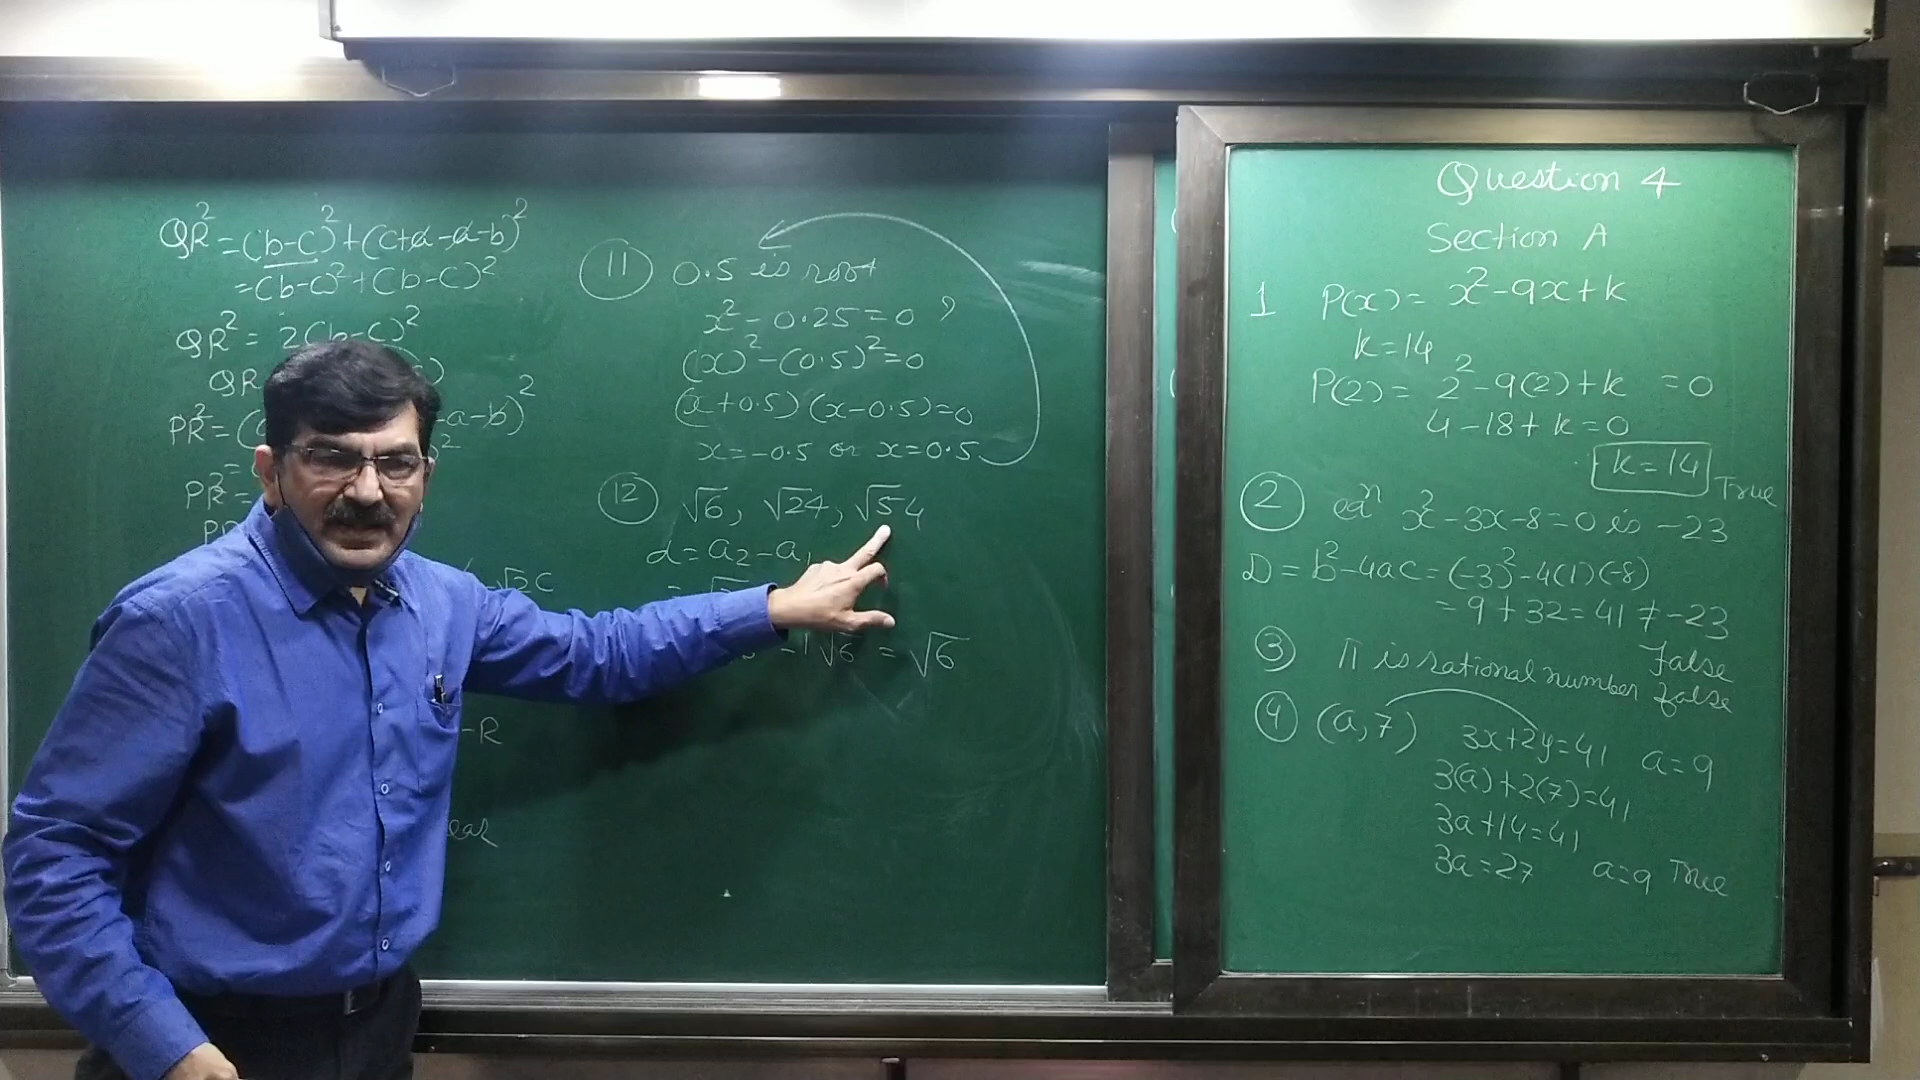 QR² = (b-c)² + (c+a-a-b)²
= (b-c)² + (b-c)²
QR² = 2(b-c)²
QR
PR² = ( -a-b)²
PR² =
-√2c
-R
ear
11 0.5 is root
x² - 0.25 = 0 ,
(x)² - (0.5)² = 0
(x+0.5) (x-0.5) = 0
x = -0.5 or x = 0.5
12 √6, √24, √54
d = a₂ - a₁
=
= 1√6 = √6
Question 4
Section A
1 P(x) = x² - 9x + k
k = 14
P(2) = 2² - 9(2) + k = 0
4 - 18 + k = 0
k = 14 True
2 eqⁿ x² - 3x - 8 = 0 is -23
D = b² - 4ac = (-3)² - 4(1)(-8)
= 9 + 32 = 41 ≠ -23
False
3 Π is rational number False
4 (a,7) 3x + 2y = 41 a = 9
3(a) + 2(7) = 41
3a + 14 = 41
3a = 27 a = 9 True